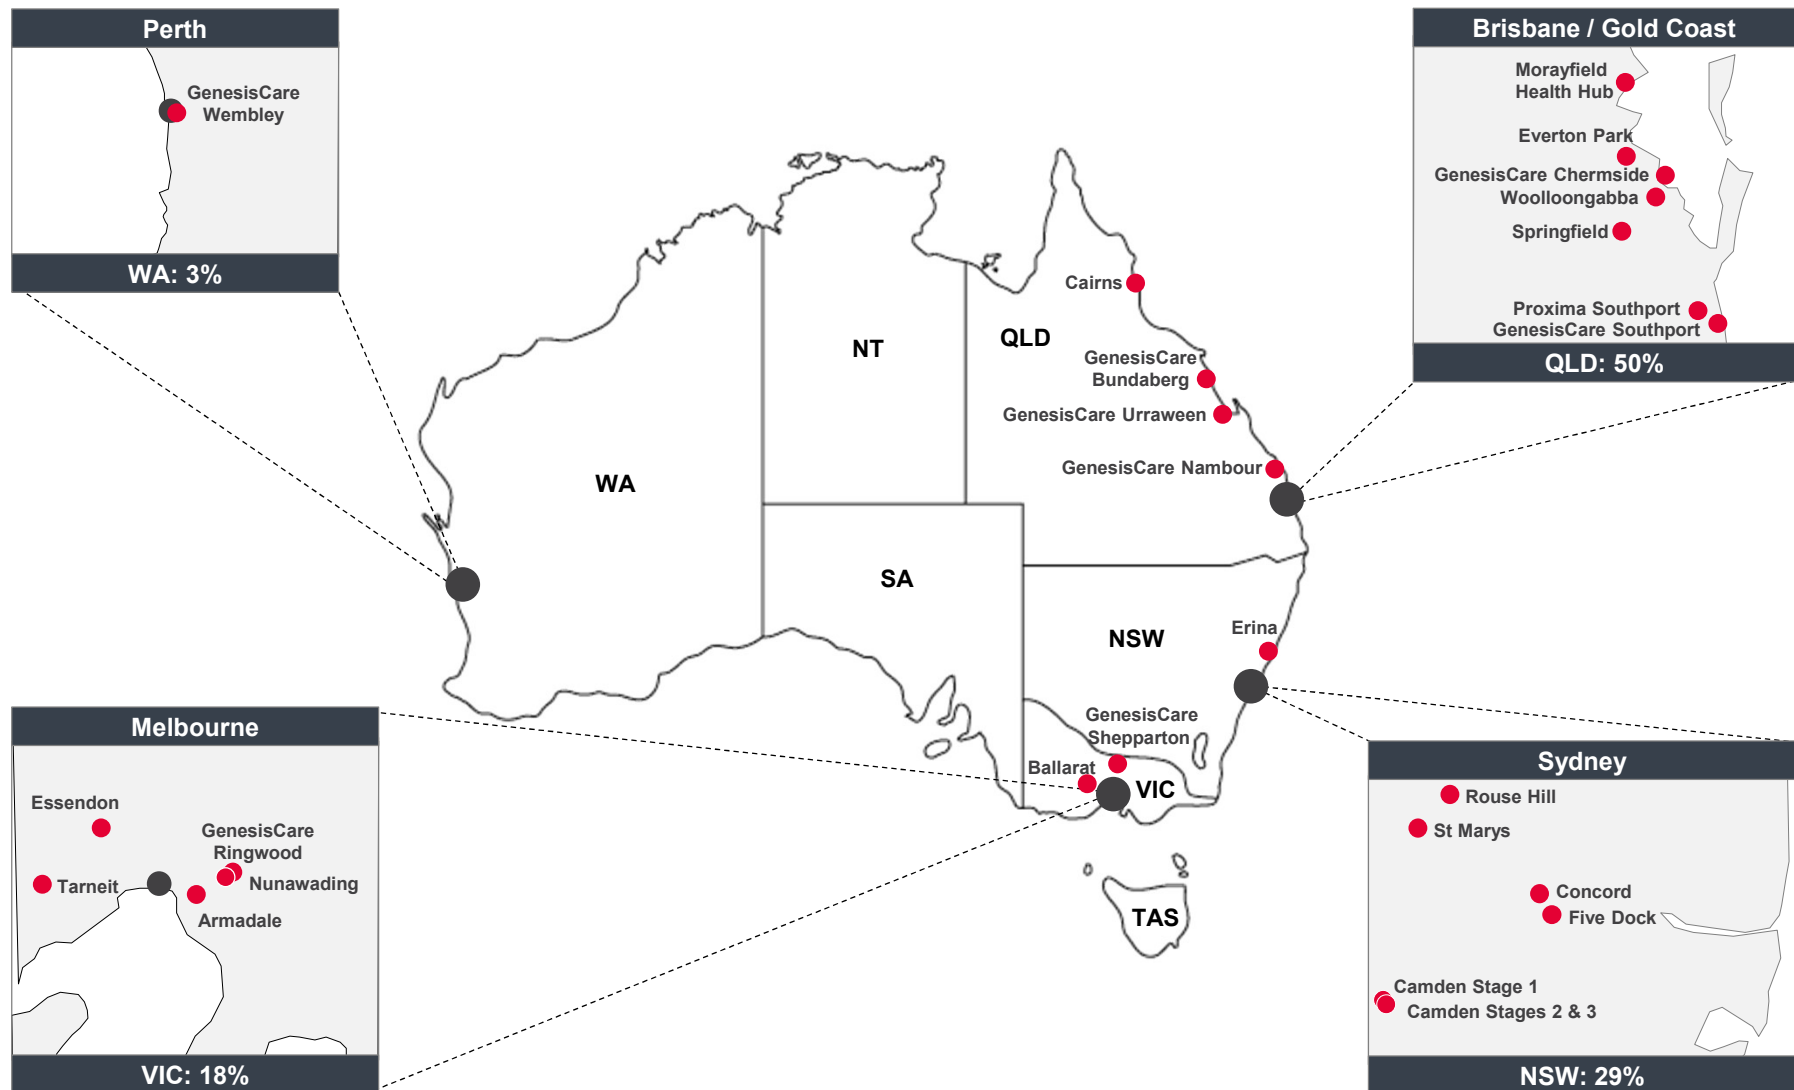 Perth
GenesisCare
Wembley
WA: 3%
Brisbane / Gold Coast
Morayfield
Health Hub
Everton Park
GenesisCare Chermside
Woolloongabba
Springfield
Proxima Southport
GenesisCare Southport
QLD: 50%
Cairns
NT
QLD
GenesisCare
Bundaberg
GenesisCare Urraween
GenesisCare Nambour
WA
SA
NSW
Erina
GenesisCare
Shepparton
Ballarat
VIC
TAS
Melbourne
Essendon
GenesisCare
Ringwood
Tarneit
Nunawading
Armadale
VIC: 18%
Sydney
Rouse Hill
St Marys
Concord
Five Dock
Camden Stage 1
Camden Stages 2 & 3
NSW: 29%